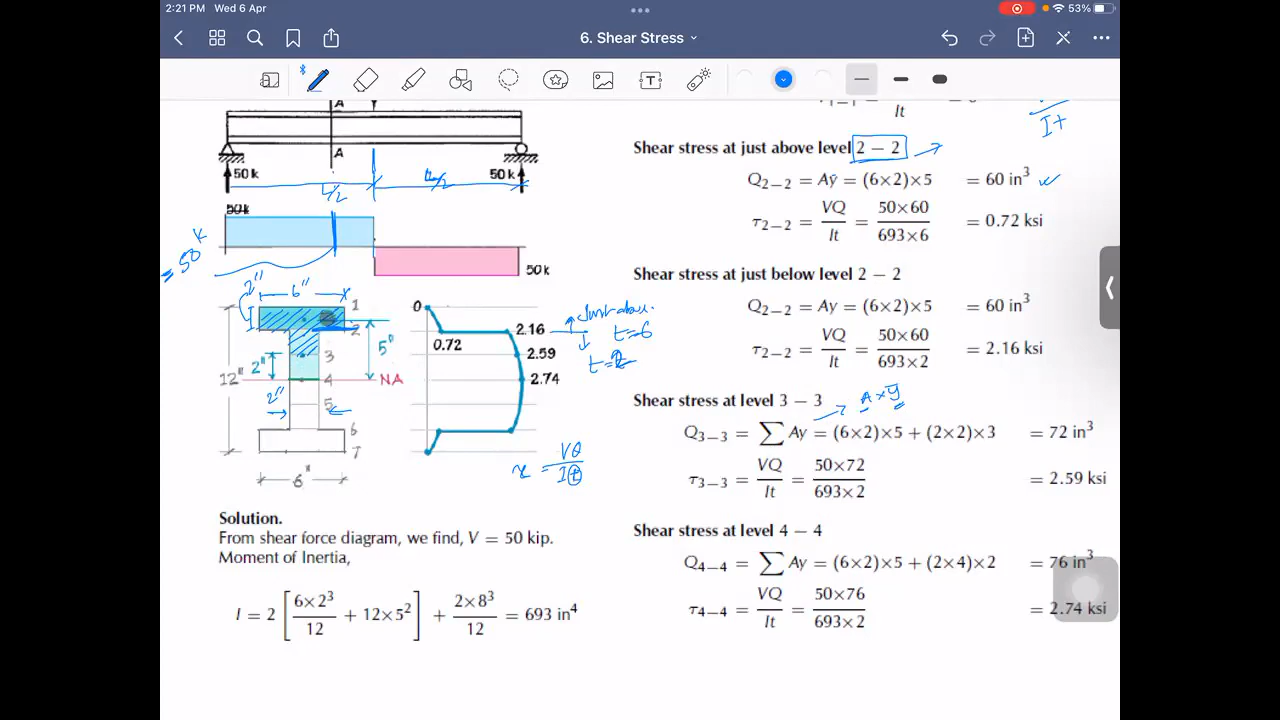 2:21 PM Wed 6 Apr
53%
6. Shear Stress
A
A
50 k
50 k
L/2
50 k
= 50 k
50 k
2"
6"
1
2
3
4
5
6
7
12"
2"
2"
5"
NA
6"
0
0.72
2.16
2.59
2.74
Just above
t=6
τ = VQ / It
Solution.
From shear force diagram, we find, V = 50 kip.
Moment of Inertia,
I = 2 [ 6×2³/12 + 12×5² ] + 2×8³/12 = 693 in⁴
It
It
Shear stress at just above level 2 − 2
Q2−2 = Aȳ = (6×2)×5 = 60 in³
τ2−2 = VQ/It = 50×60/693×6 = 0.72 ksi
Shear stress at just below level 2 − 2
Q2−2 = Ay = (6×2)×5 = 60 in³
τ2−2 = VQ/It = 50×60/693×2 = 2.16 ksi
Shear stress at level 3 − 3
A × ȳ
Q3−3 = ∑ Ay = (6×2)×5 + (2×2)×3 = 72 in³
τ3−3 = VQ/It = 50×72/693×2 = 2.59 ksi
Shear stress at level 4 − 4
Q4−4 = ∑ Ay = (6×2)×5 + (2×4)×2 = 76 in³
τ4−4 = VQ/It = 50×76/693×2 = 2.74 ksi